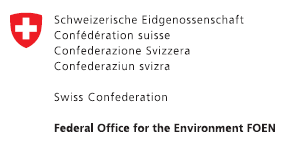 Schweizerische Eidgenossenschaft
Confédération suisse
Confederazione Svizzera
Confederaziun svizra
Swiss Confederation
Federal Office for the Environment FOEN